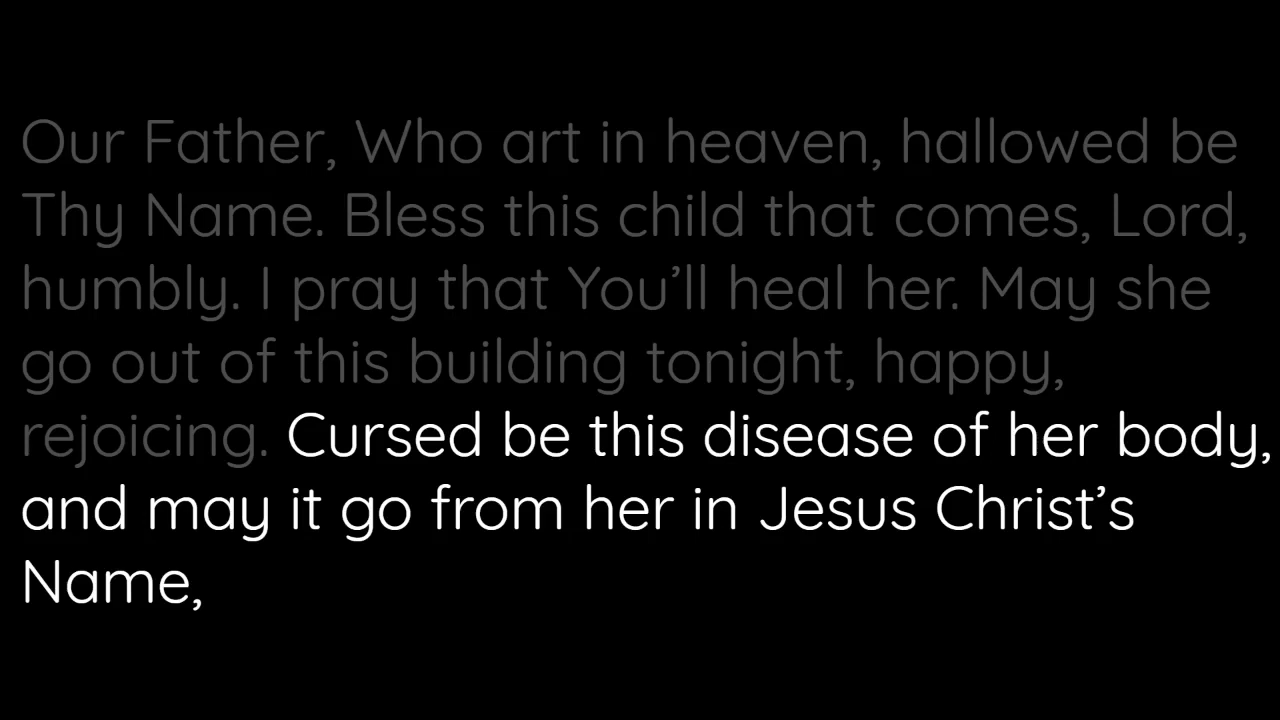 Our Father, Who art in heaven, hallowed be
Thy Name. Bless this child that comes, Lord,
humbly. I pray that You’ll heal her. May she
go out of this building tonight, happy,
rejoicing. Cursed be this disease of her body,
and may it go from her in Jesus Christ’s
Name,